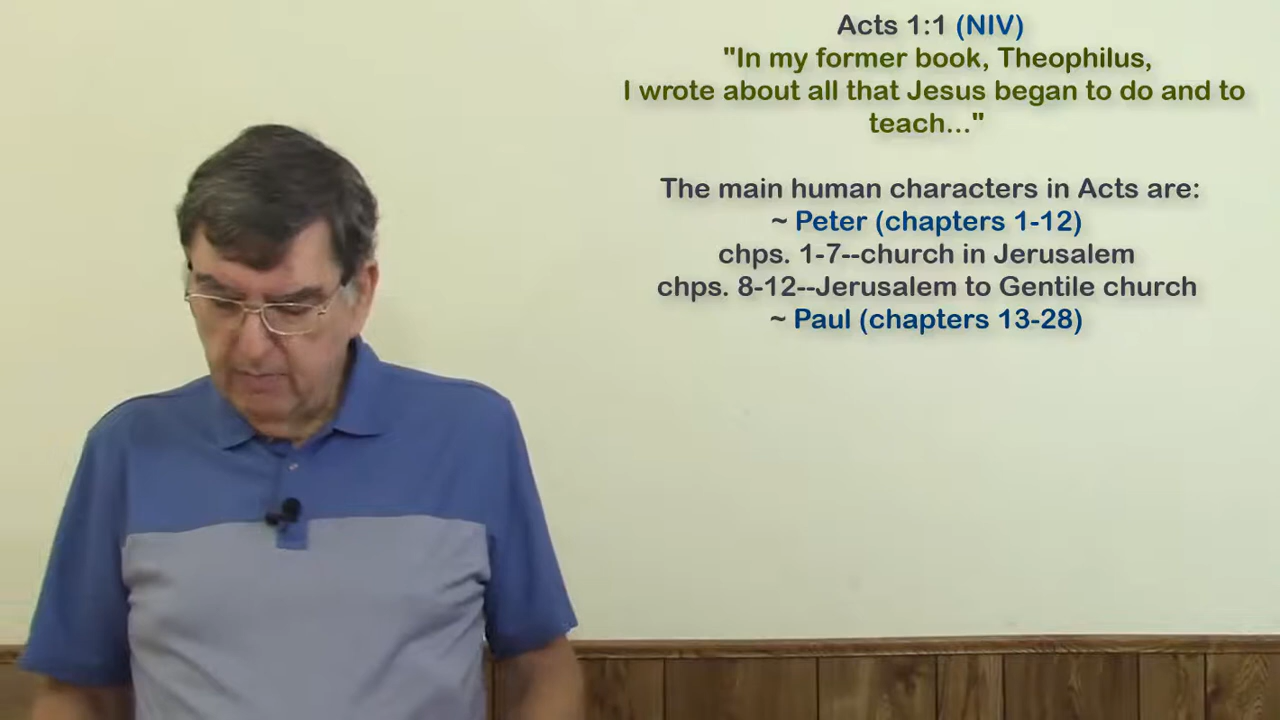 Acts 1:1 (NIV)
"In my former book, Theophilus,
I wrote about all that Jesus began to do and to
teach..."
The main human characters in Acts are:
~ Peter (chapters 1-12)
chps. 1-7--church in Jerusalem
chps. 8-12--Jerusalem to Gentile church
~ Paul (chapters 13-28)